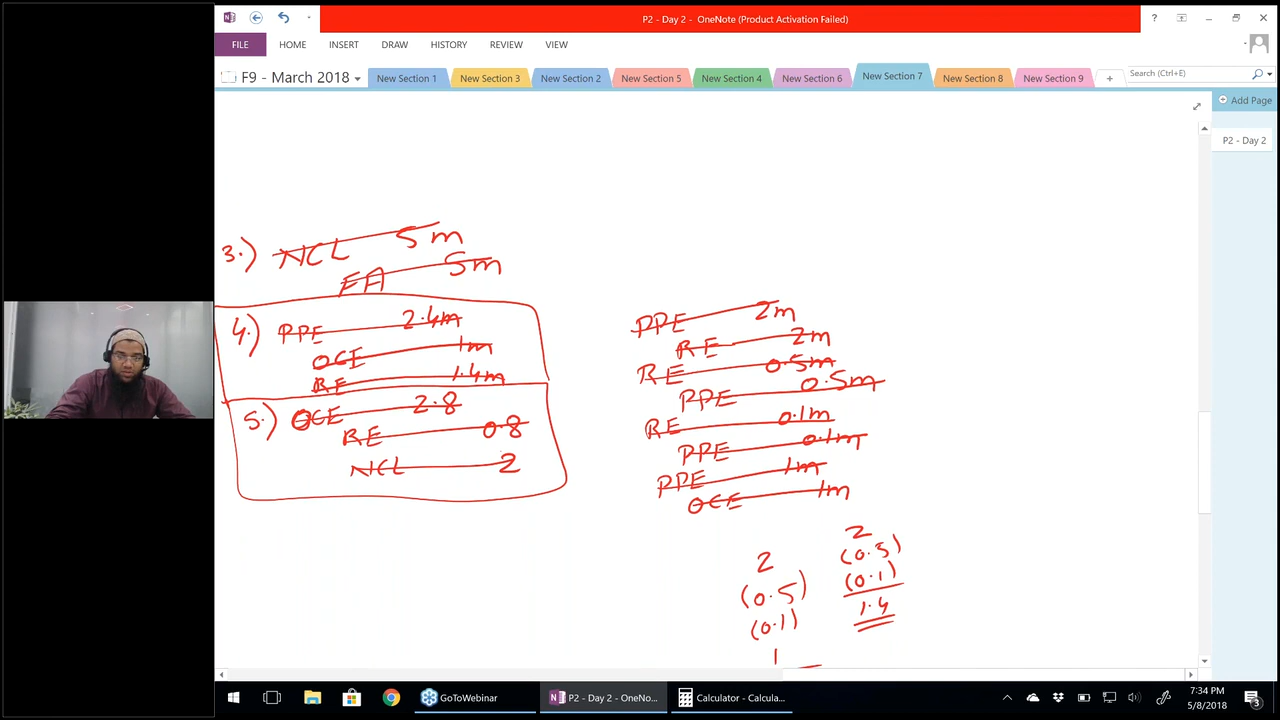 P2 - Day 2 - OneNote (Product Activation Failed)
FILE HOME INSERT DRAW HISTORY REVIEW VIEW
F9 - March 2018 New Section 1 New Section 3 New Section 2 New Section 5 New Section 4 New Section 6 New Section 7 New Section 8 New Section 9 Search (Ctrl+E)
Add Page
P2 - Day 2
3.) NCL 5m
FA 5m
4.) PPE 2.4m
OCE 1m
RE 1.4m
5.) OCE 2.8
RE 0.8
NCL 2
PPE 2m
RE 2m
RE 0.5m
PPE 0.5m
RE 0.1m
PPE 0.1m
PPE 1m
OCE 1m
2
(0.5)
(0.1)
1
2
(0.5)
(0.1)
1.4
GoToWebinar P2 - Day 2 - OneNo... Calculator - Calcula... 7:34 PM
5/8/2018
3